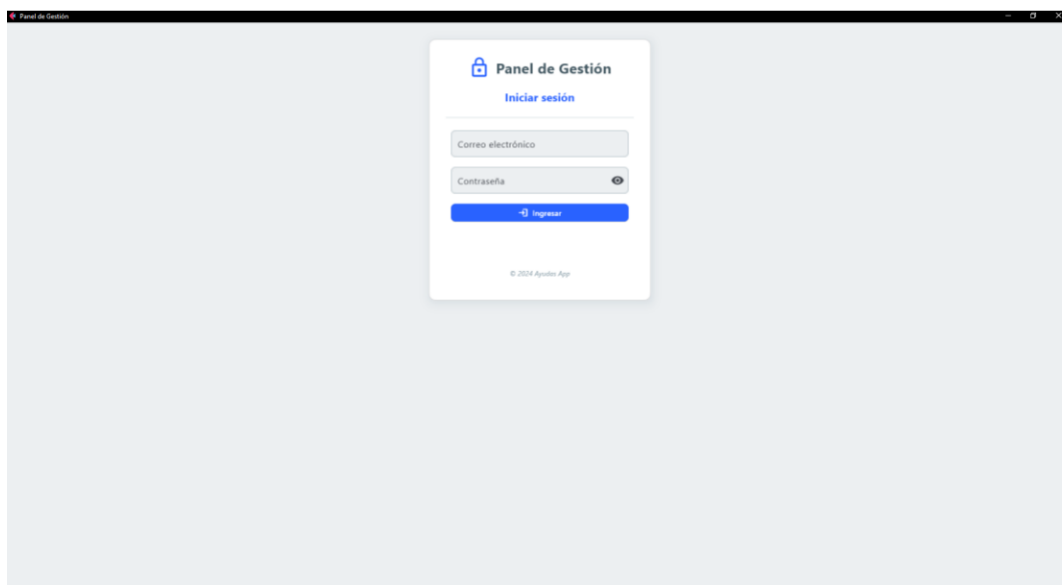 Panel de Gestión
Panel de Gestión
Iniciar sesión
Correo electrónico
Contraseña
Ingresar
© 2024 Ayudas App